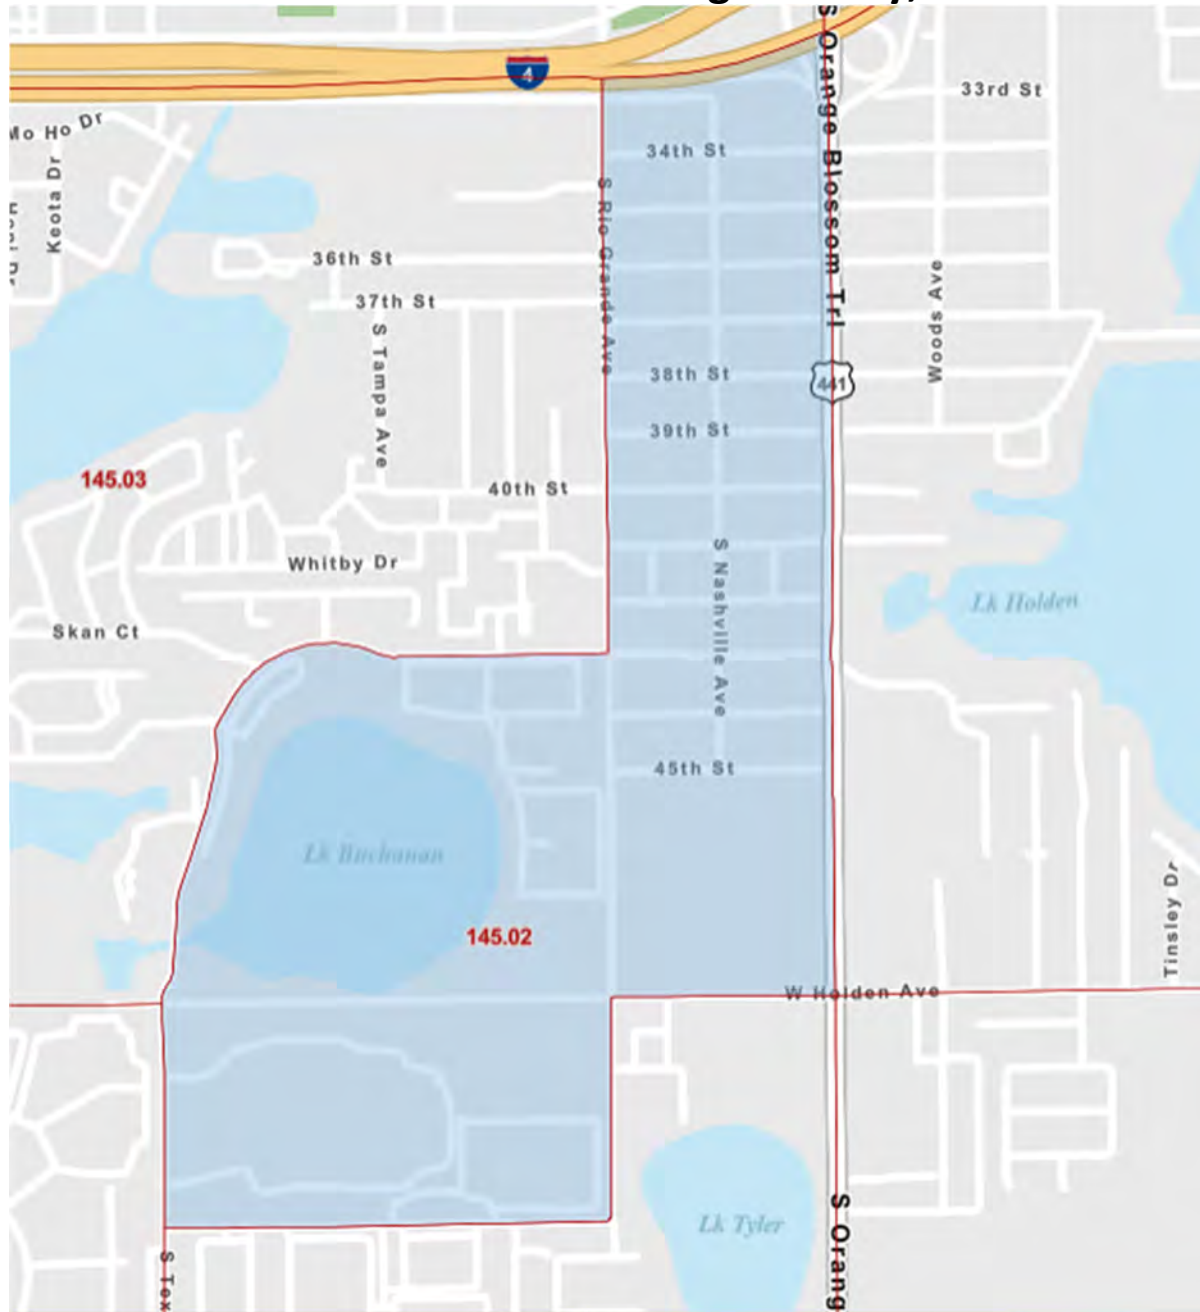 4
33rd St
Mo Ho Dr
34th St
Keota Dr
S Orange Blossom Trl
S Rio Grande Ave
36th St
37th St
Woods Ave
S Tampa Ave
38th St
441
39th St
145.03
40th St
Whitby Dr
S Nashville Ave
Lk Holden
Skan Ct
45th St
Lk Buchanan
Tinsley Dr
145.02
W Holden Ave
Lk Tyler
S Orang
S Tex